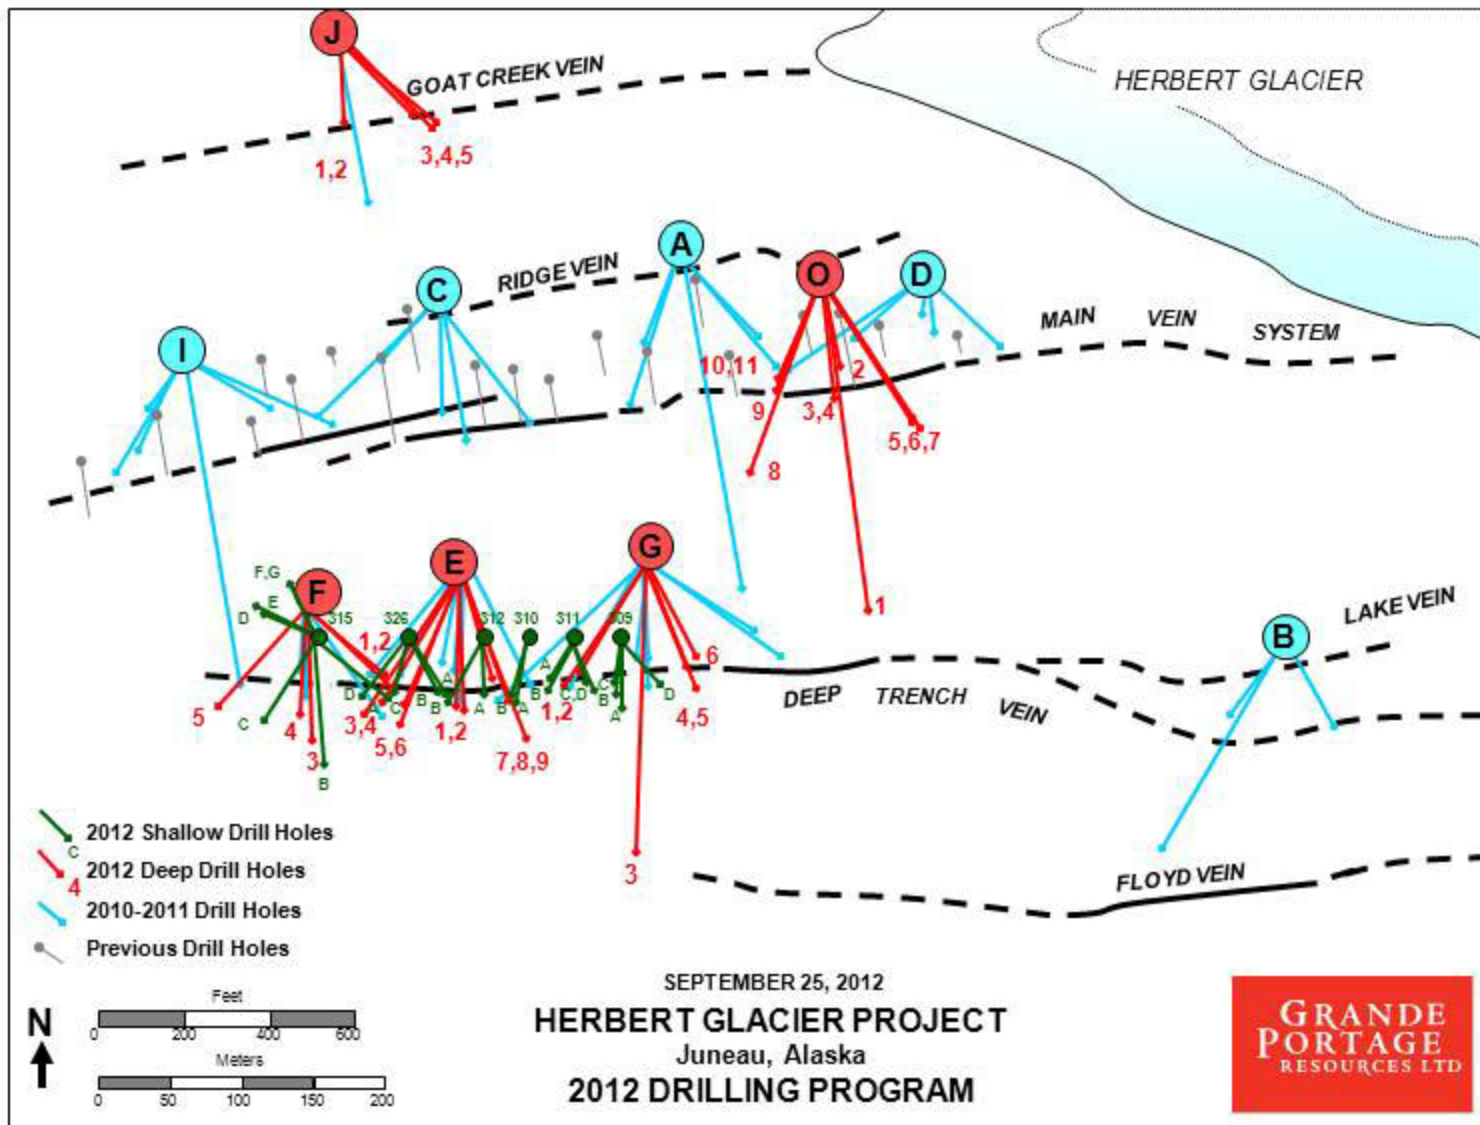 J
GOAT CREEK VEIN
HERBERT GLACIER
1,2
3,4,5
A
RIDGE VEIN
O
D
C
MAIN VEIN SYSTEM
I
10,11
2
9
3,4
5,6,7
8
G
E
F,G
F
1
E
D
315
326
312
310
311
309
LAKE VEIN
B
1,2
6
A
A
D
A
C
B
B
A
B
A
B
C,D
C
B
D
DEEP TRENCH VEIN
5
C
4
3,4
1,2
1,2
A
4,5
5,6
3
7,8,9
B
2012 Shallow Drill Holes
C
2012 Deep Drill Holes
4
3
FLOYD VEIN
2010-2011 Drill Holes
Previous Drill Holes
SEPTEMBER 25, 2012
HERBERT GLACIER PROJECT
Juneau, Alaska
2012 DRILLING PROGRAM
N
Feet
0 200 400 600
Meters
0 50 100 150 200
GRANDE
PORTAGE
RESOURCES LTD